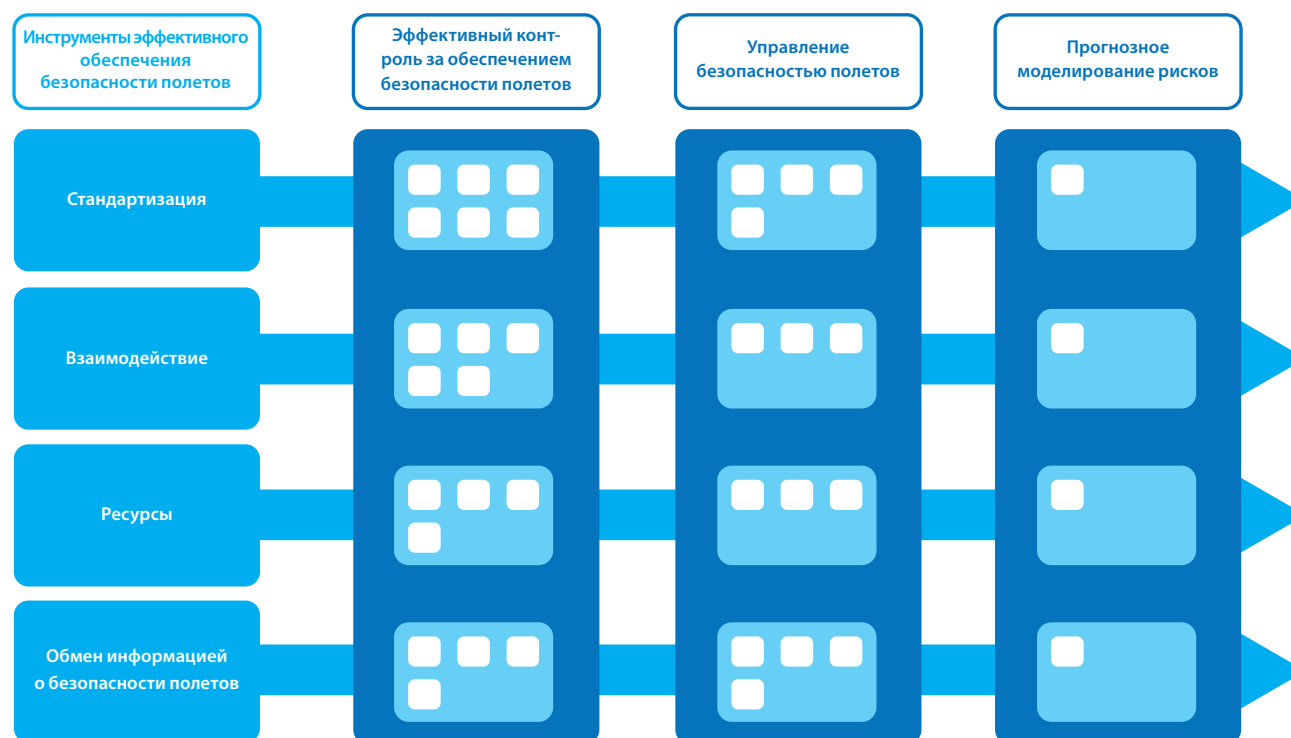 Инструменты эффективного
обеспечения
безопасности полетов
Эффективный конт-
роль за обеспечением
безопасности полетов
Управление
безопасностью полетов
Прогнозное
моделирование рисков
Стандартизация
Взаимодействие
Ресурсы
Обмен информацией
о безопасности полетов